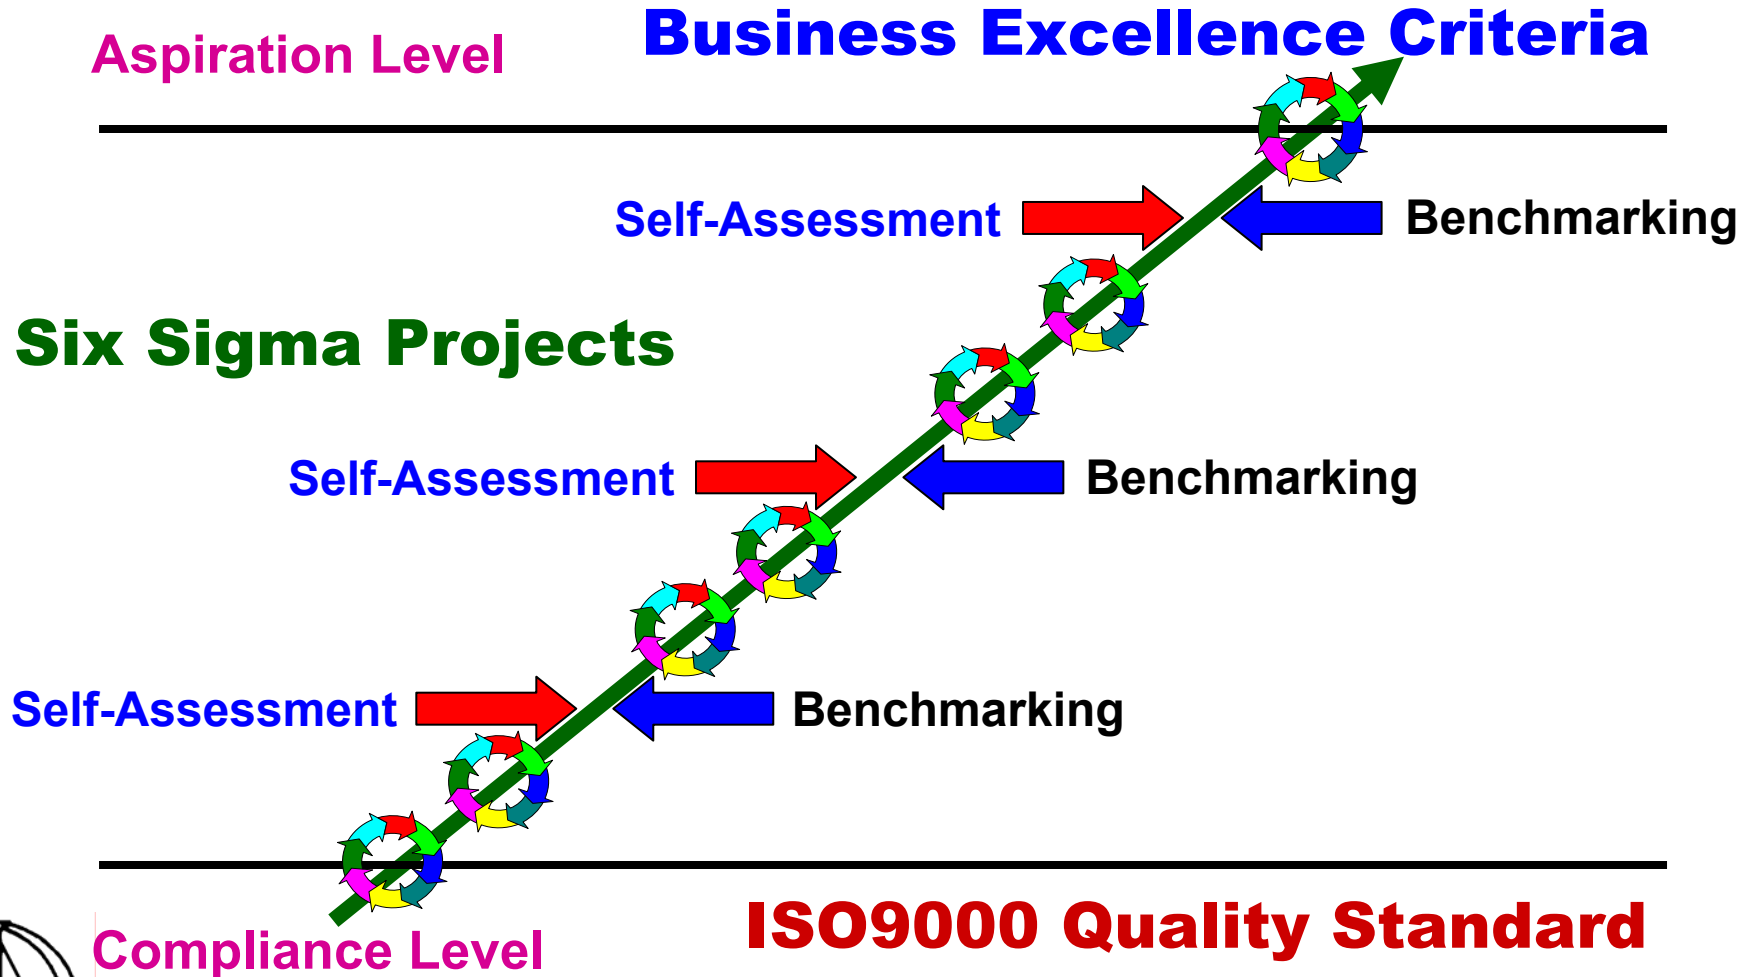 Aspiration Level
Business Excellence Criteria
Self-Assessment
Benchmarking
Six Sigma Projects
Self-Assessment
Benchmarking
Self-Assessment
Benchmarking
ISO9000 Quality Standard
Compliance Level